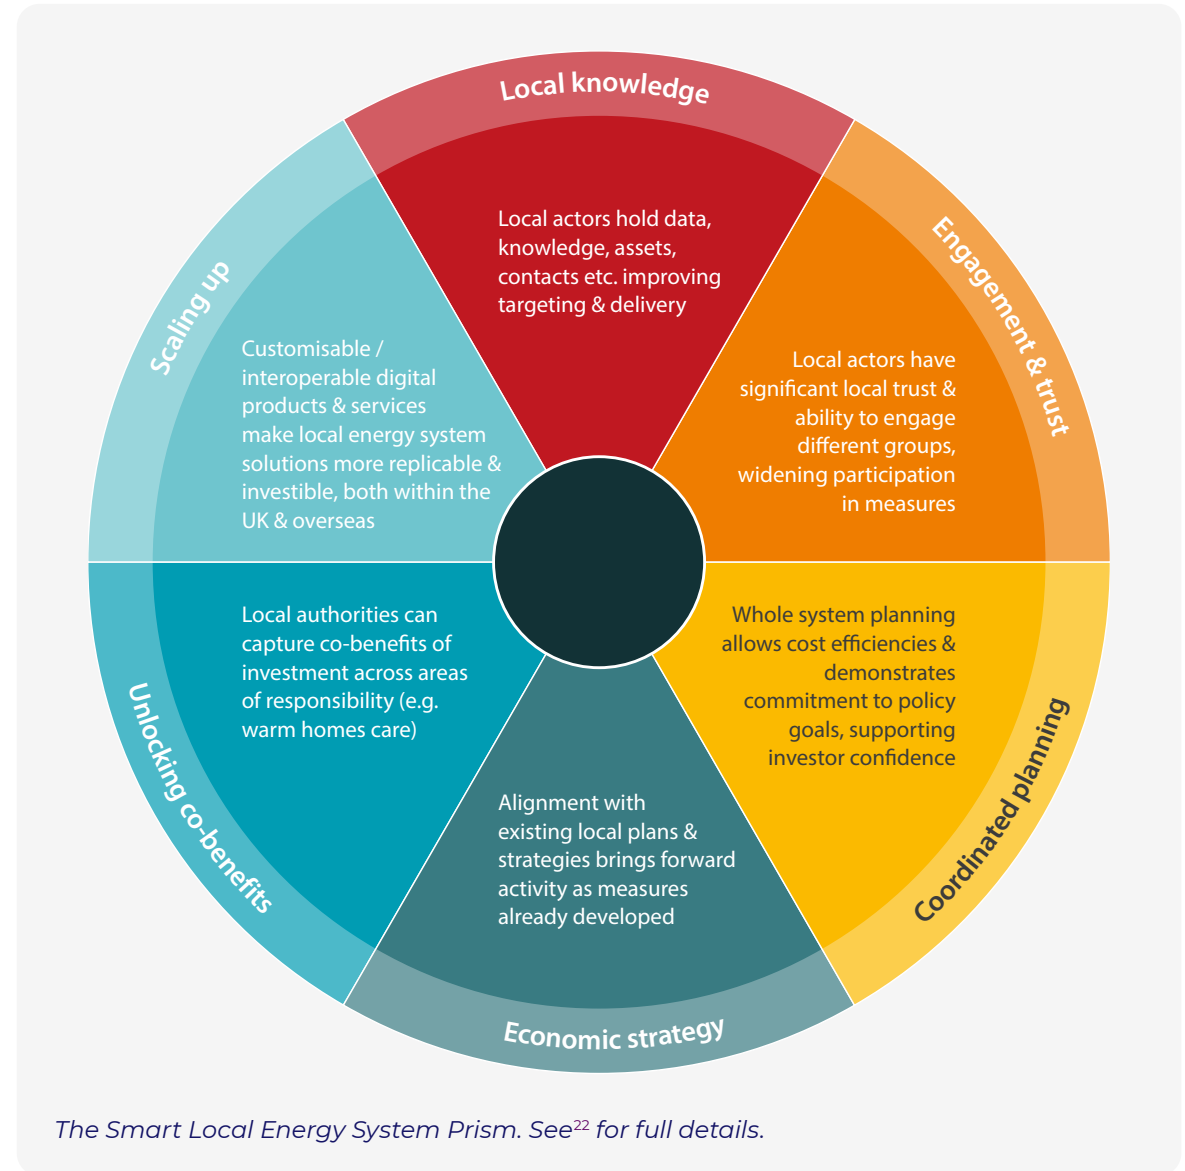 Local knowledge
Local actors hold data,
knowledge, assets,
contacts etc. improving
targeting & delivery
Engagement & trust
Local actors have
significant local trust &
ability to engage
different groups,
widening participation
in measures
Coordinated planning
Whole system planning
allows cost efficiencies &
demonstrates
commitment to policy
goals, supporting
investor confidence
Economic strategy
Alignment with
existing local plans &
strategies brings forward
activity as measures
already developed
Unlocking co-benefits
Local authorities can
capture co-benefits of
investment across areas
of responsibility (e.g.
warm homes care)
Scaling up
Customisable /
interoperable digital
products & services
make local energy system
solutions more replicable &
investible, both within the
UK & overseas
The Smart Local Energy System Prism. See22 for full details.